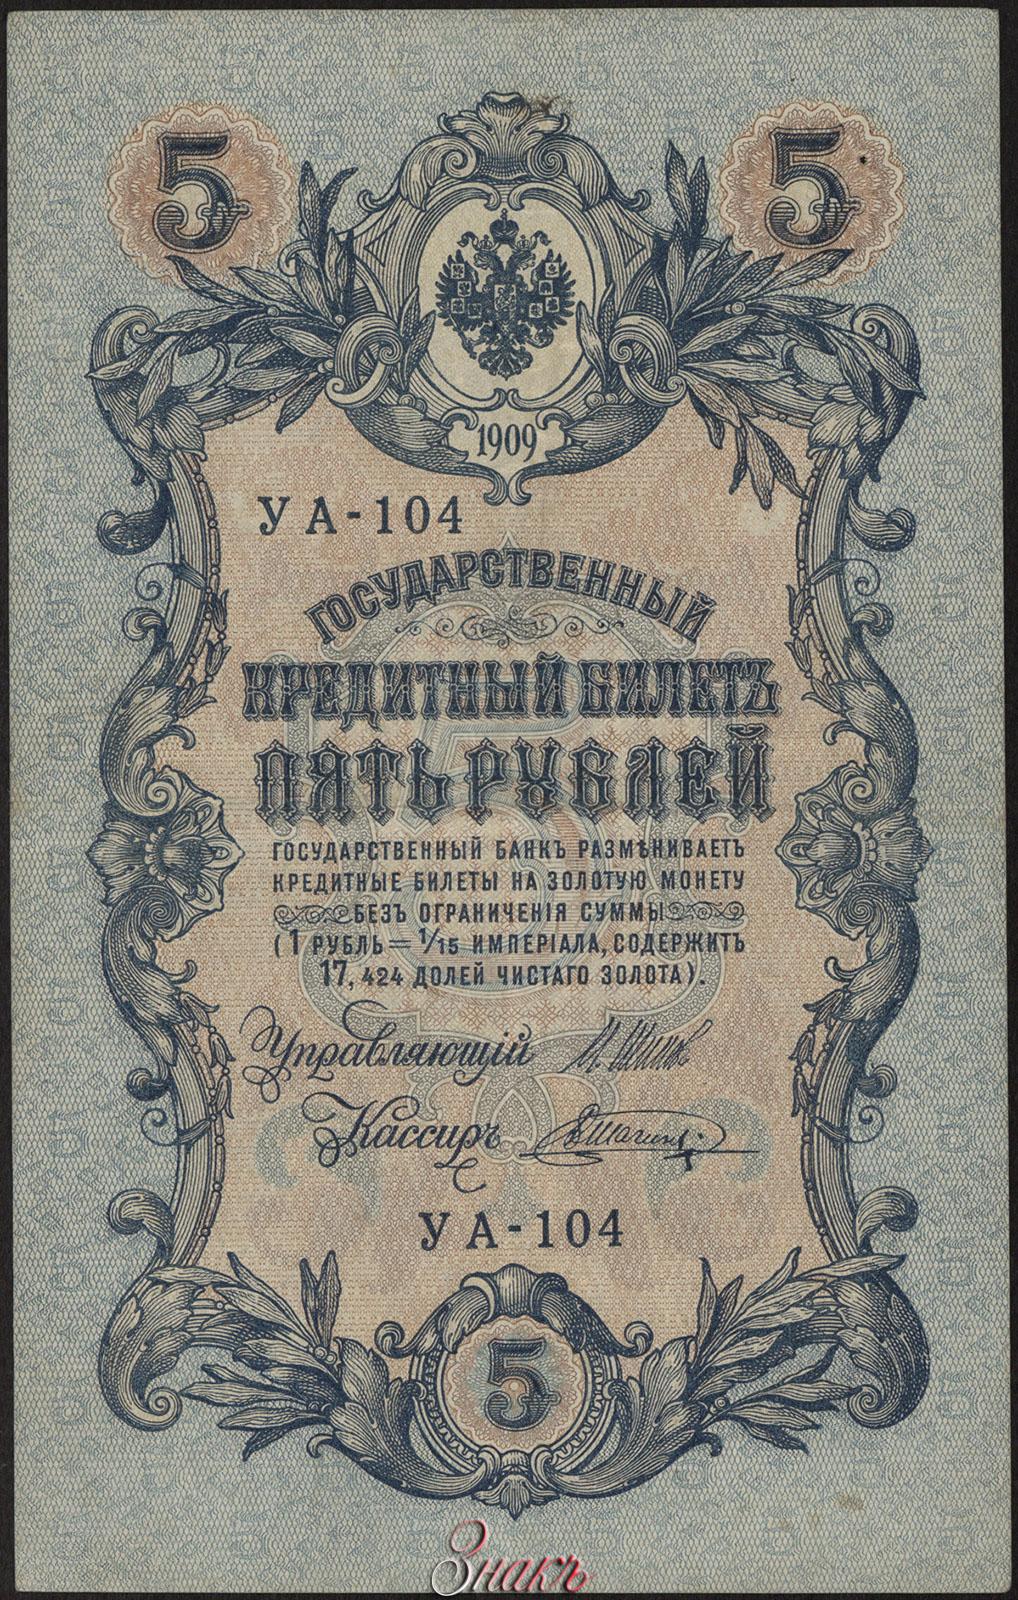 5 5
1909
УА-104
ГОСУДАРСТВЕННЫЙ
КРЕДИТНЫЙ БИЛЕТЪ
ПЯТЬ РУБЛЕЙ
ГОСУДАРСТВЕННЫЙ БАНКЪ РАЗМѢНИВАЕТЪ
КРЕДИТНЫЕ БИЛЕТЫ НА ЗОЛОТУЮ МОНЕТУ
БЕЗЪ ОГРАНИЧЕНІЯ СУММЫ
(1 РУБЛЬ = 1/15 ИМПЕРІАЛА, СОДЕРЖИТЪ
17,424 ДОЛЕЙ ЧИСТАГО ЗОЛОТА).
Управляющій И. Шипов
Кассиръ
УА-104
5
Знакъ